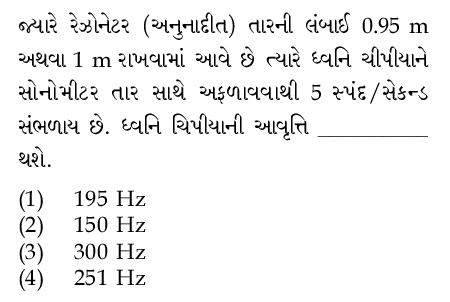 જ્યારે રેઝોનેટર (અનુનાદીત) તારની લંબાઈ 0.95 m
અથવા 1 m રાખવામાં આવે છે ત્યારે ધ્વનિ ચીપીયાને
સોનોમીટર તાર સાથે અફળાવવાથી 5 સ્પંદ/સેકન્ડ
સંભળાય છે. ધ્વનિ ચિપીયાની આવૃત્તિ __________
થશે.
(1) 195 Hz
(2) 150 Hz
(3) 300 Hz
(4) 251 Hz